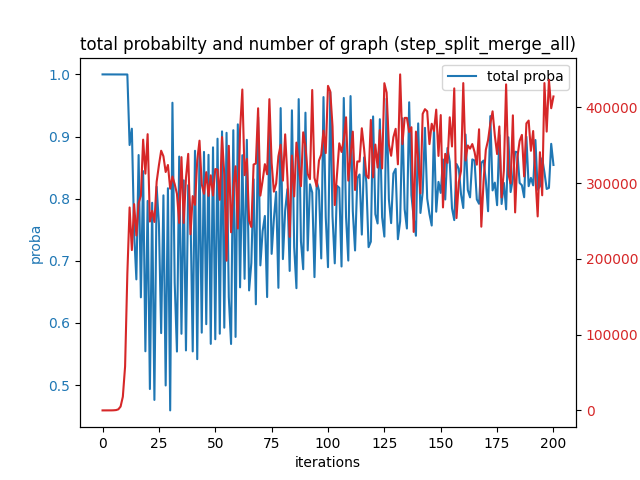 total probabilty and number of graph (step_split_merge_all)
total proba
1.0
0.9
0.8
0.7
0.6
0.5
proba
400000
300000
200000
100000
0
0 25 50 75 100 125 150 175 200
iterations